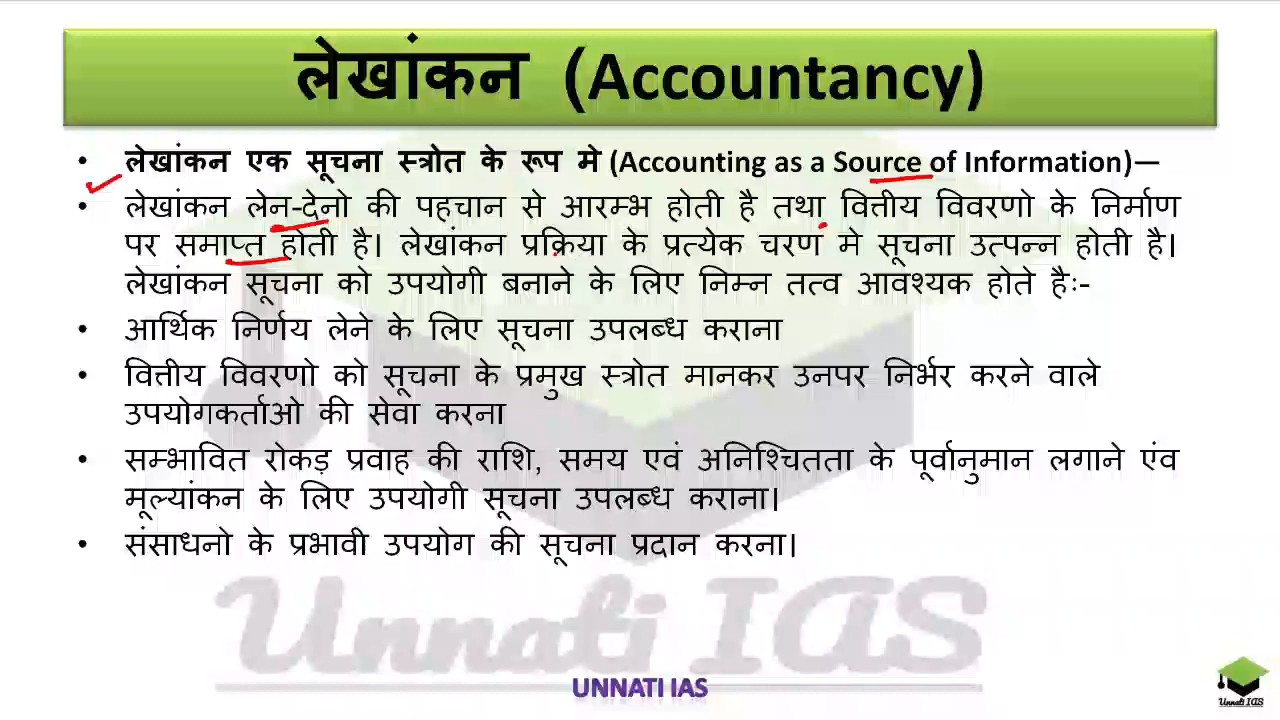 लेखांकन (Accountancy)
• लेखांकन एक सूचना स्त्रोत के रूप मे (Accounting as a Source of Information)—
• लेखांकन लेन-देनो की पहचान से आरम्भ होती है तथा वित्तीय विवरणो के निर्माण
पर समाप्त होती है। लेखांकन प्रक्रिया के प्रत्येक चरण मे सूचना उत्पन्न होती है।
लेखांकन सूचना को उपयोगी बनाने के लिए निम्न तत्व आवश्यक होते हैः-
• आर्थिक निर्णय लेने के लिए सूचना उपलब्ध कराना
• वित्तीय विवरणो को सूचना के प्रमुख स्त्रोत मानकर उनपर निर्भर करने वाले
उपयोगकर्ताओ की सेवा करना
• सम्भावित रोकड़ प्रवाह की राशि, समय एवं अनिश्चितता के पूर्वानुमान लगाने एंव
मूल्यांकन के लिए उपयोगी सूचना उपलब्ध कराना।
• संसाधनो के प्रभावी उपयोग की सूचना प्रदान करना।
Unnati IAS
UNNATI IAS
Unnati IAS